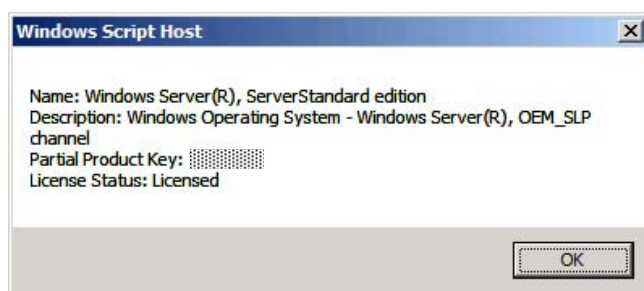 Windows Script Host
Name: Windows Server(R), ServerStandard edition
Description: Windows Operating System - Windows Server(R), OEM_SLP
channel
Partial Product Key:
License Status: Licensed
OK